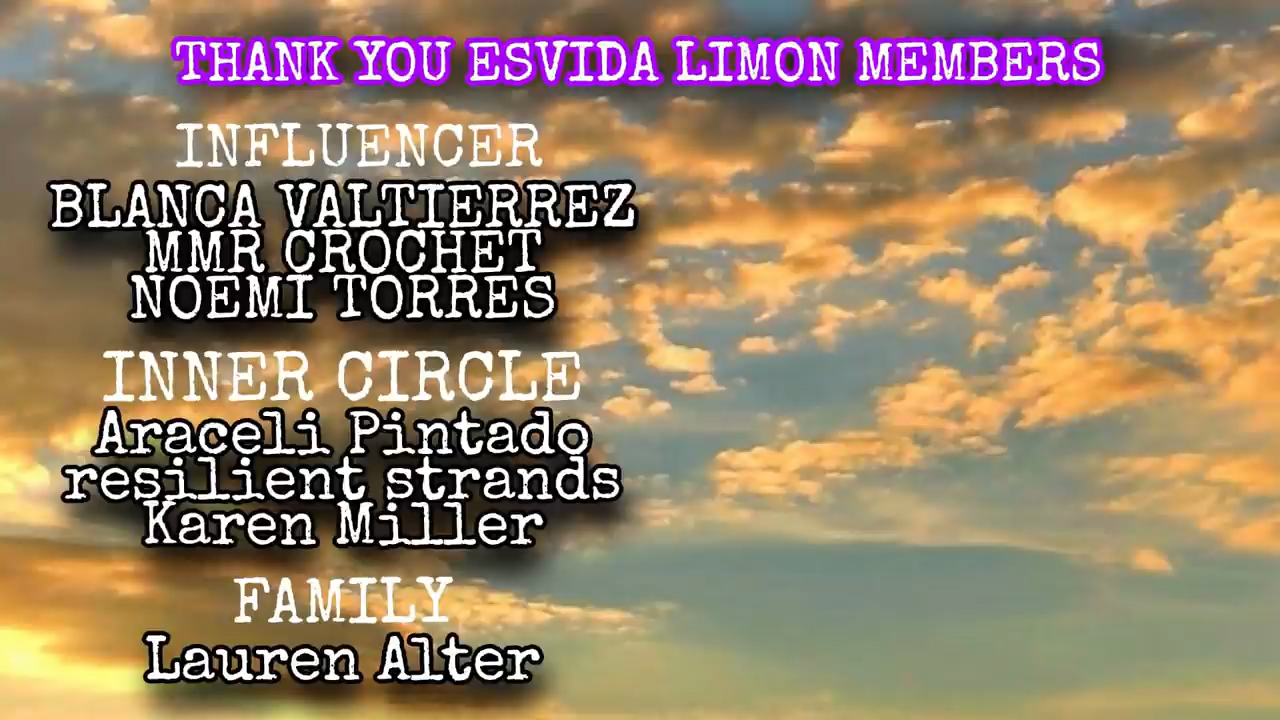 THANK YOU ESVIDA LIMON MEMBERS
INFLUENCER
BLANCA VALTIERREZ
MMR CROCHET
NOEMI TORRES
INNER CIRCLE
Araceli Pintado
resilient strands
Karen Miller
FAMILY
Lauren Alter